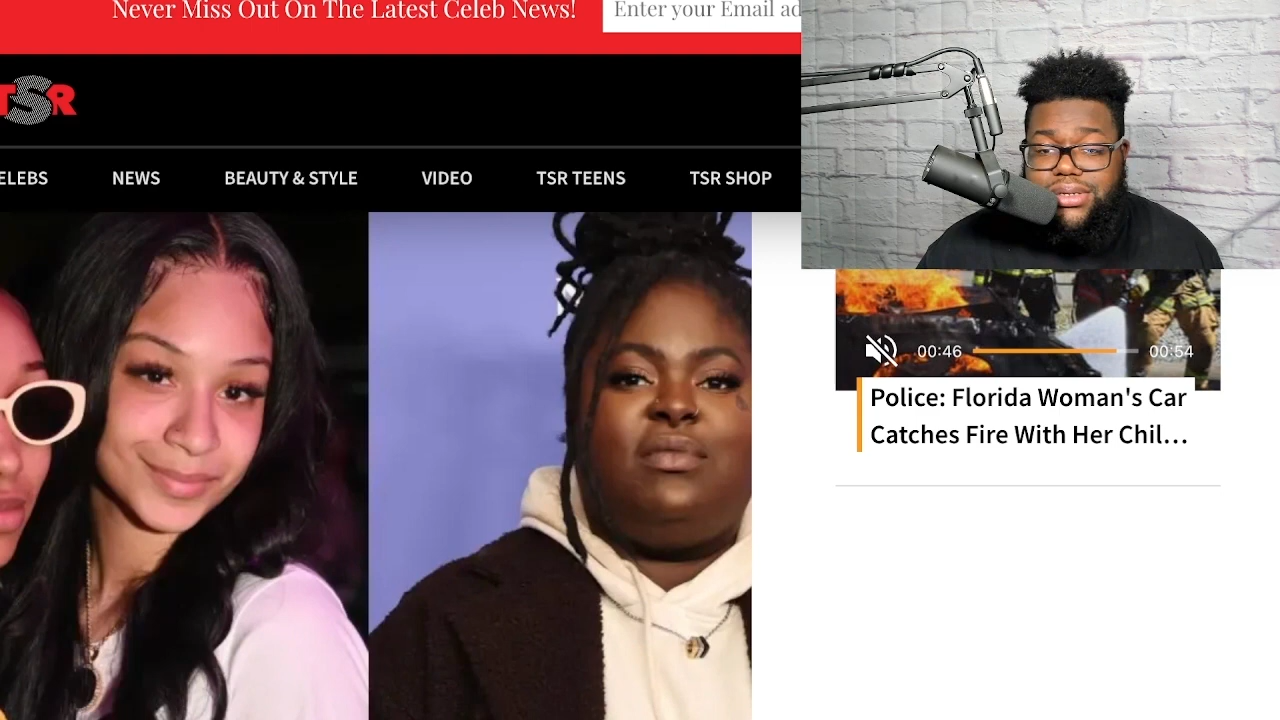 Never Miss Out On The Latest Celeb News!
Enter your Email ad
TSR
ELEBS NEWS BEAUTY & STYLE VIDEO TSR TEENS TSR SHOP
00:46 00:54
Police: Florida Woman's Car
Catches Fire With Her Chil…